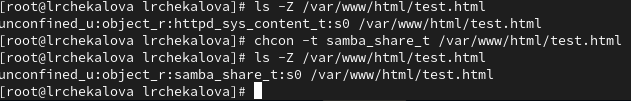 [root@lrchekalova lrchekalova]# ls -Z /var/www/html/test.html
unconfined_u:object_r:httpd_sys_content_t:s0 /var/www/html/test.html
[root@lrchekalova lrchekalova]# chcon -t samba_share_t /var/www/html/test.html
[root@lrchekalova lrchekalova]# ls -Z /var/www/html/test.html
unconfined_u:object_r:samba_share_t:s0 /var/www/html/test.html
[root@lrchekalova lrchekalova]#